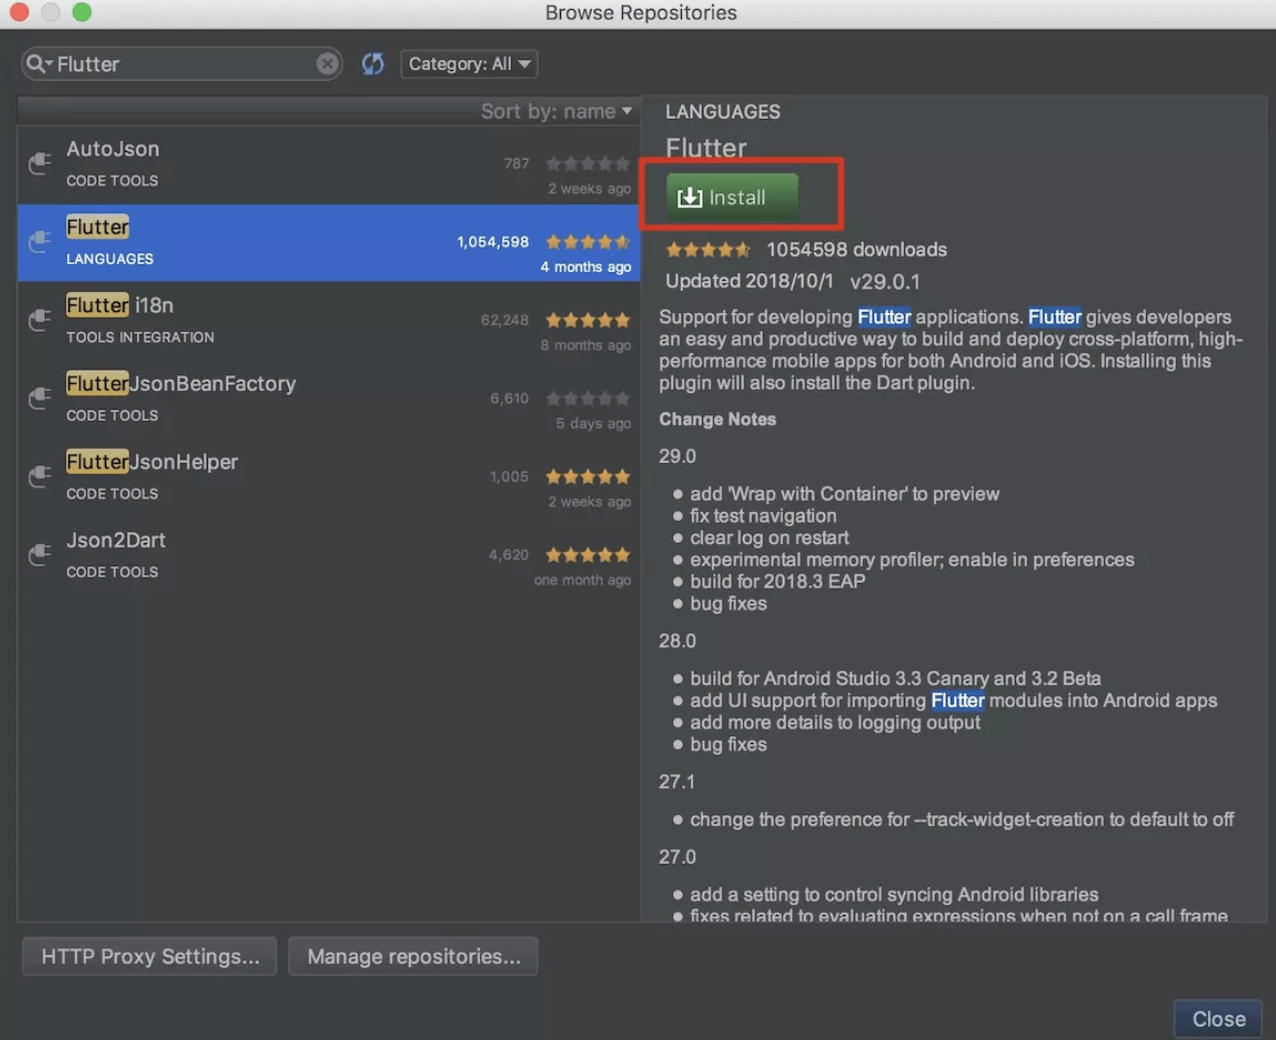 Browse Repositories
Flutter
Category: All
Sort by: name
AutoJson
787
CODE TOOLS
2 weeks ago
Flutter
1,054,598
LANGUAGES
4 months ago
Flutter i18n
62,248
TOOLS INTEGRATION
8 months ago
FlutterJsonBeanFactory
6,610
CODE TOOLS
5 days ago
FlutterJsonHelper
1,005
CODE TOOLS
2 weeks ago
Json2Dart
4,620
CODE TOOLS
one month ago
LANGUAGES
Flutter
Install
1054598 downloads
Updated 2018/10/1 v29.0.1
Support for developing Flutter applications. Flutter gives developers
an easy and productive way to build and deploy cross-platform, high-
performance mobile apps for both Android and iOS. Installing this
plugin will also install the Dart plugin.
Change Notes
29.0
● add 'Wrap with Container' to preview
● fix test navigation
● clear log on restart
● experimental memory profiler; enable in preferences
● build for 2018.3 EAP
● bug fixes
28.0
● build for Android Studio 3.3 Canary and 3.2 Beta
● add UI support for importing Flutter modules into Android apps
● add more details to logging output
● bug fixes
27.1
● change the preference for --track-widget-creation to default to off
27.0
● add a setting to control syncing Android libraries
● fixes related to evaluating expressions when not on a call frame
HTTP Proxy Settings...
Manage repositories...
Close